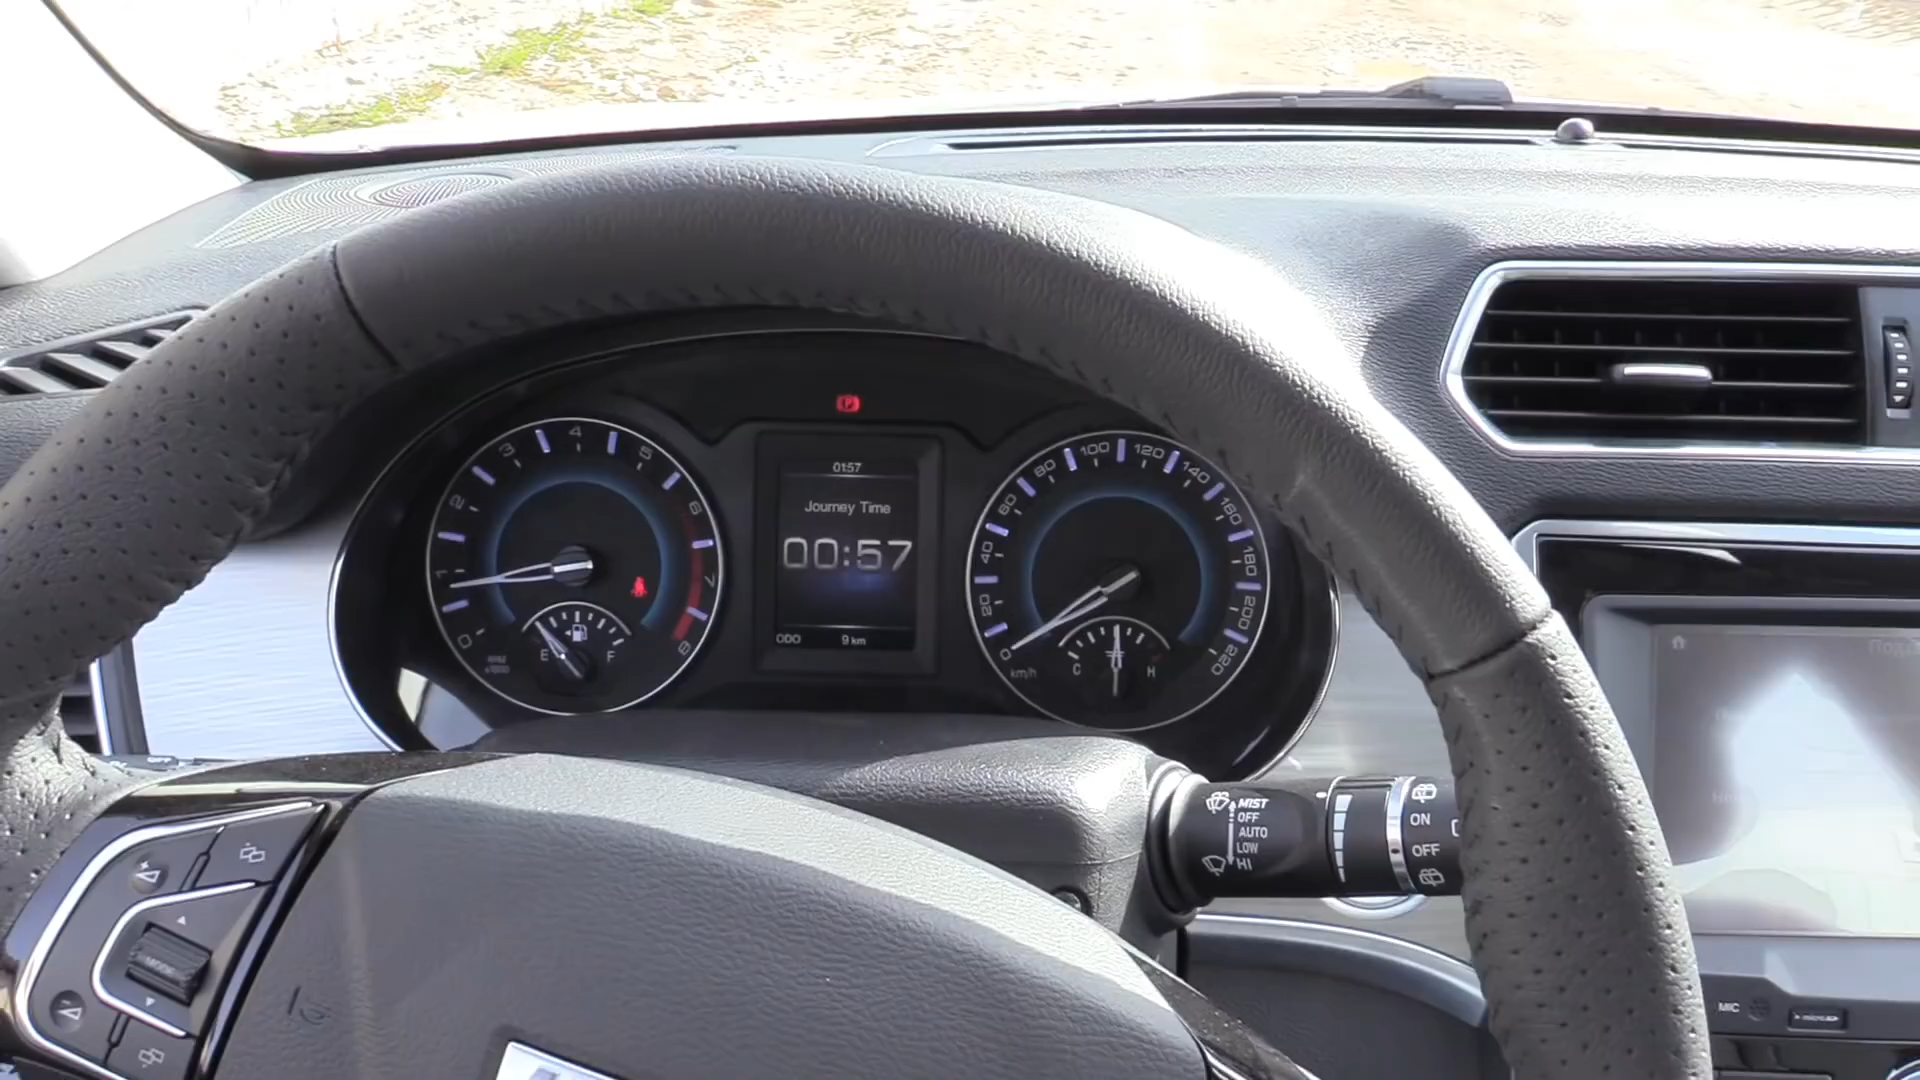 01:57
Journey Time
00:57
ODO 9 km
0 1 2 3 4 5 6 7 8
E F
0 20 40 60 80 100 120 140 160 180 200 220
km/h
C H
MIST
OFF
AUTO
LOW
HI
ON
OFF
MODE
MIC
micro